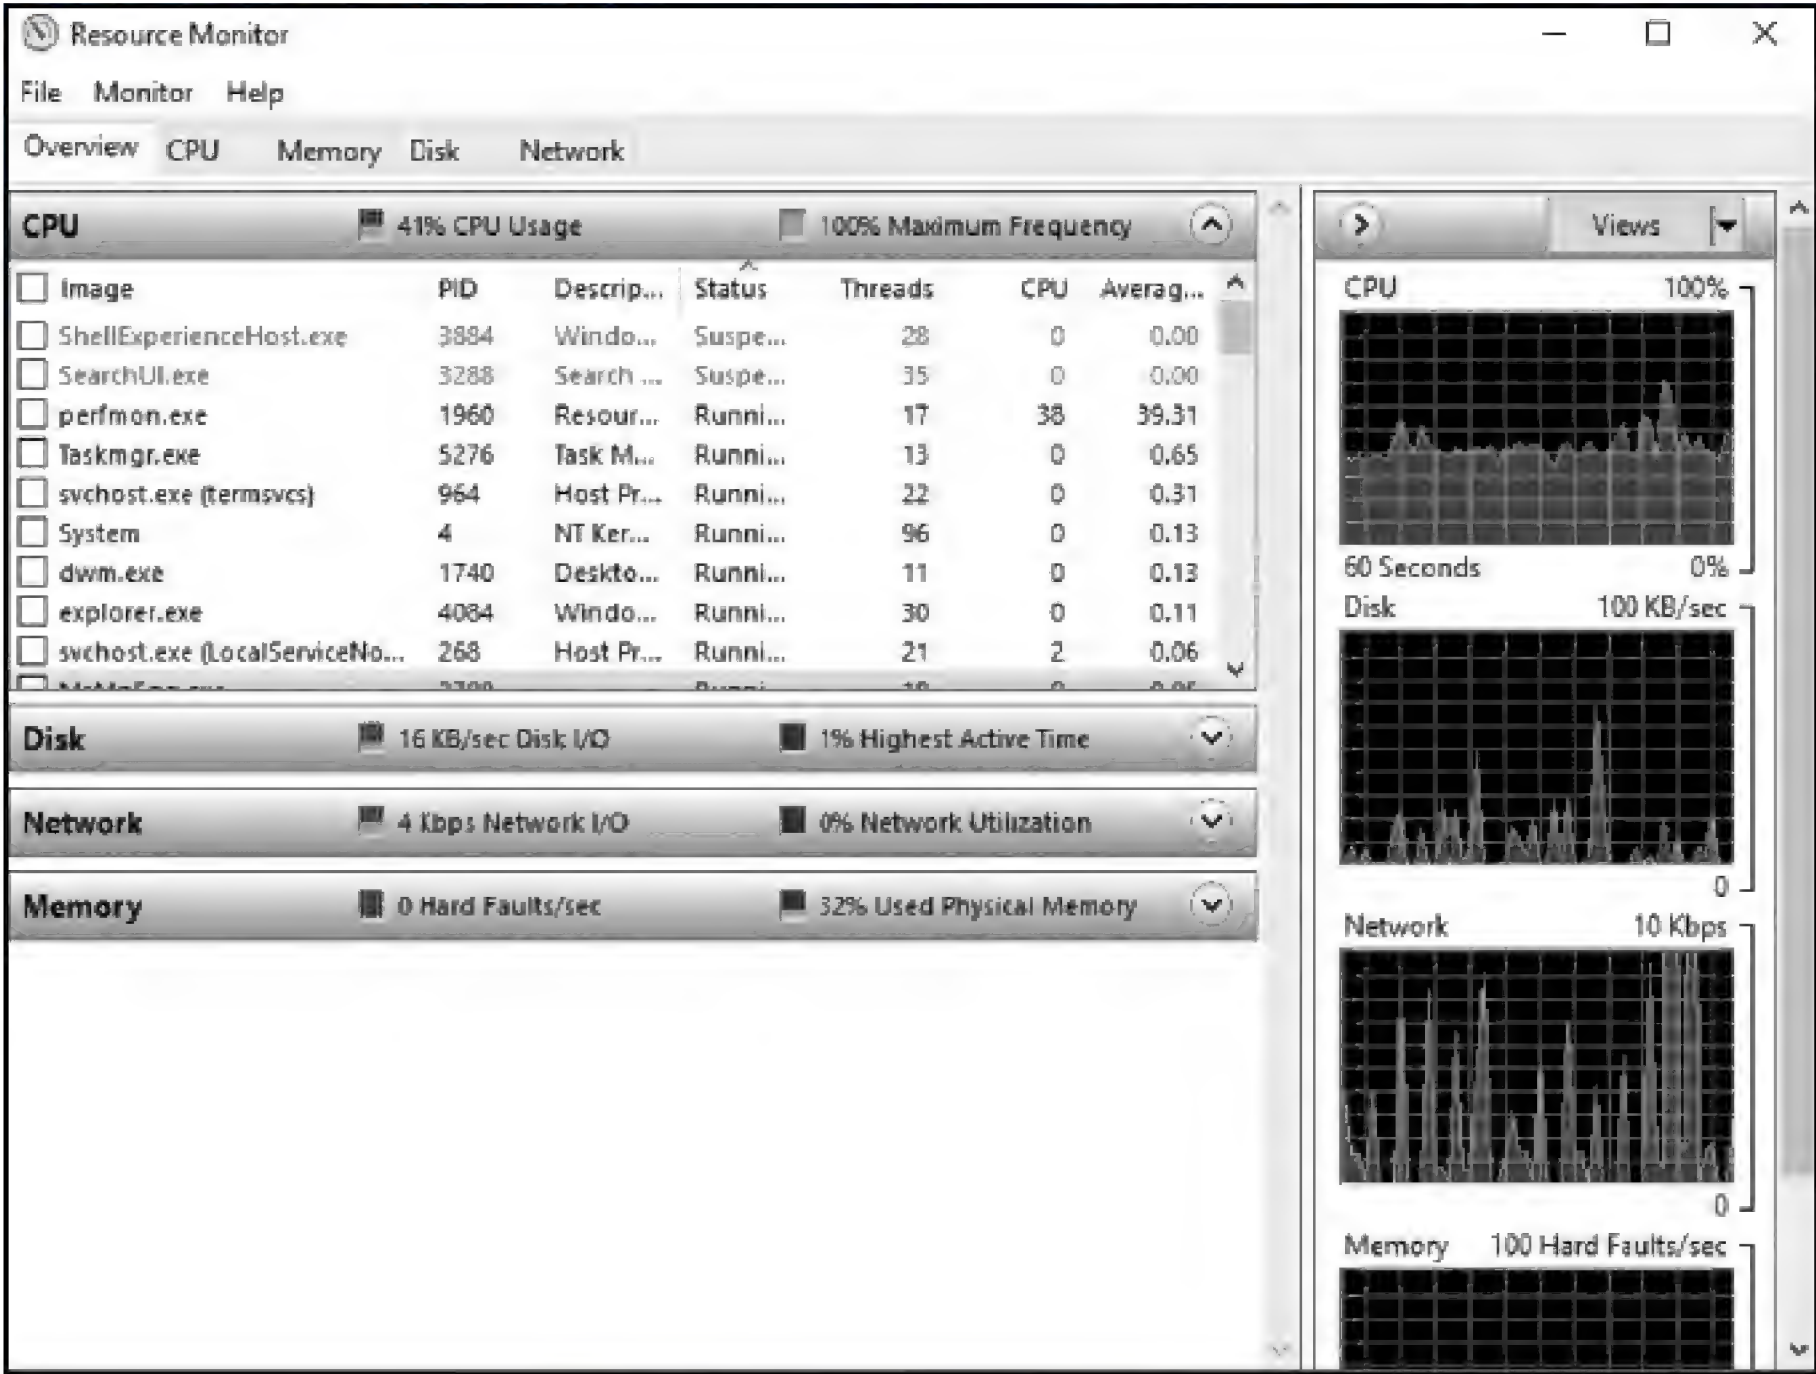 Resource Monitor
File Monitor Help
Overview CPU Memory Disk Network
CPU 41% CPU Usage 100% Maximum Frequency
Image PID Descrip... Status Threads CPU Averag...
ShellExperienceHost.exe 3884 Windo... Suspe... 28 0 0.00
SearchUI.exe 3288 Search ... Suspe... 35 0 0.00
perfmon.exe 1960 Resour... Runni... 17 38 39.31
Taskmgr.exe 5276 Task M... Runni... 13 0 0.65
svchost.exe (termsvcs) 964 Host Pr... Runni... 22 0 0.31
System 4 NT Ker... Runni... 96 0 0.13
dwm.exe 1740 Deskto... Runni... 11 0 0.13
explorer.exe 4084 Windo... Runni... 30 0 0.11
svchost.exe (LocalServiceNo... 268 Host Pr... Runni... 21 2 0.06
Disk 16 KB/sec Disk I/O 1% Highest Active Time
Network 4 Kbps Network I/O 0% Network Utilization
Memory 0 Hard Faults/sec 32% Used Physical Memory
Views
CPU 100%
60 Seconds 0%
Disk 100 KB/sec
0
Network 10 Kbps
0
Memory 100 Hard Faults/sec